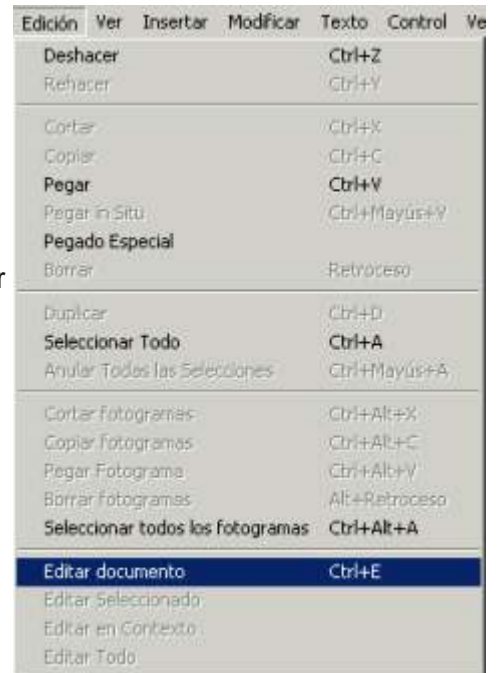 Edición Ver Insertar Modificar Texto Control Ve
Deshacer Ctrl+Z
Rehacer Ctrl+Y
Cortar Ctrl+X
Copiar Ctrl+C
Pegar Ctrl+V
Pegar in Situ Ctrl+Mayús+V
Pegado Especial
r
Borrar Retroceso
Duplicar Ctrl+D
Seleccionar Todo Ctrl+A
Anular Todas las Selecciones Ctrl+Mayús+A
Cortar fotogramas Ctrl+Alt+X
Copiar fotogramas Ctrl+Alt+C
Pegar Fotograma Ctrl+Alt+V
Borrar fotogramas Alt+Retroceso
Seleccionar todos los fotogramas Ctrl+Alt+A
Editar documento Ctrl+E
Editar Seleccionado
Editar en Contexto
Editar Todo